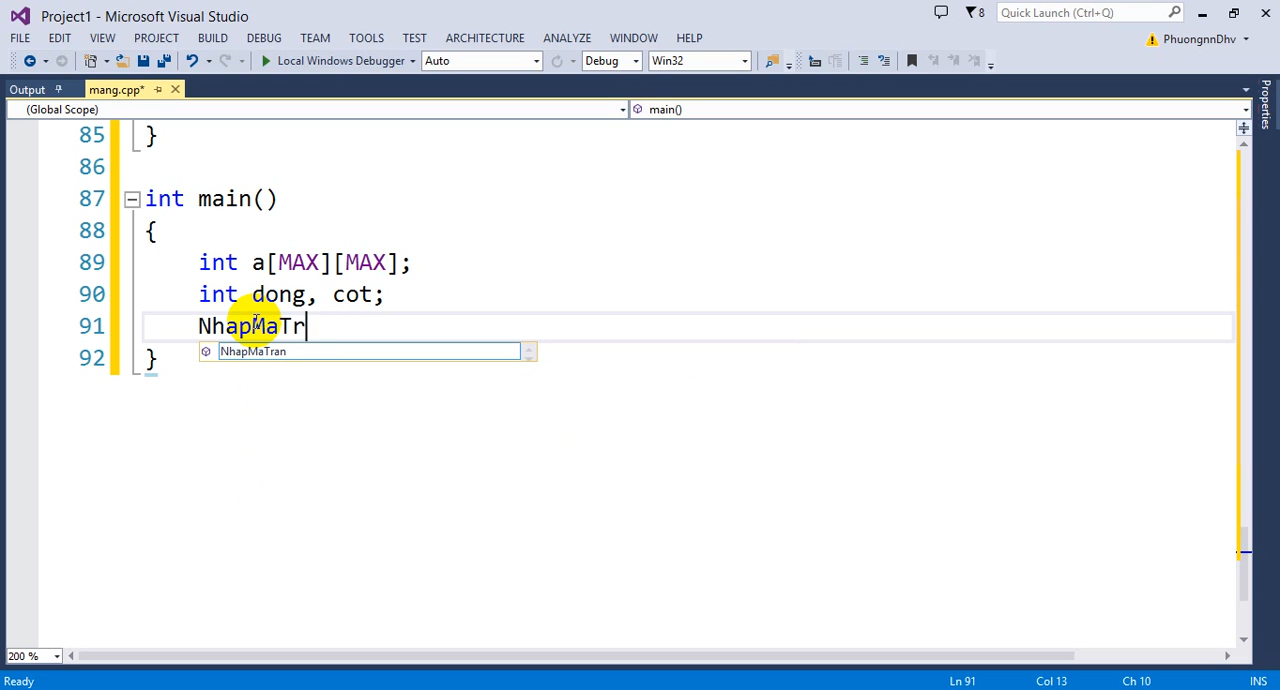 Project1 - Microsoft Visual Studio
8
Quick Launch (Ctrl+Q)
FILE EDIT VIEW PROJECT BUILD DEBUG TEAM TOOLS TEST ARCHITECTURE ANALYZE WINDOW HELP
PhuongnnDhv
Local Windows Debugger Auto Debug Win32
Output mang.cpp*
(Global Scope) main()
Properties
85 }
86
87 int main()
88 {
89 int a[MAX][MAX];
90 int dong, cot;
91 NhapMaTr
NhapMaTran
92 }
200 %
Ready Ln 91 Col 13 Ch 10 INS